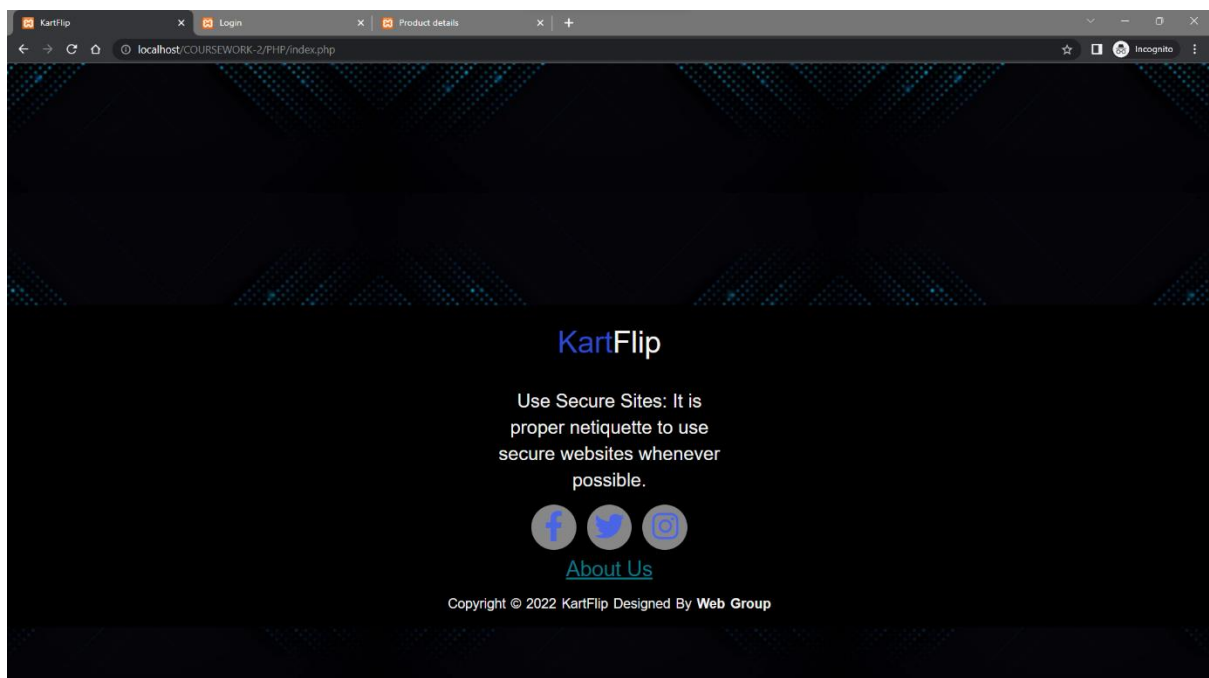 KartFlip
Login
Product details
localhost/COURSEWORK-2/PHP/index.php
Incognito
KartFlip
Use Secure Sites: It is
proper netiquette to use
secure websites whenever
possible.
About Us
Copyright © 2022 KartFlip Designed By Web Group